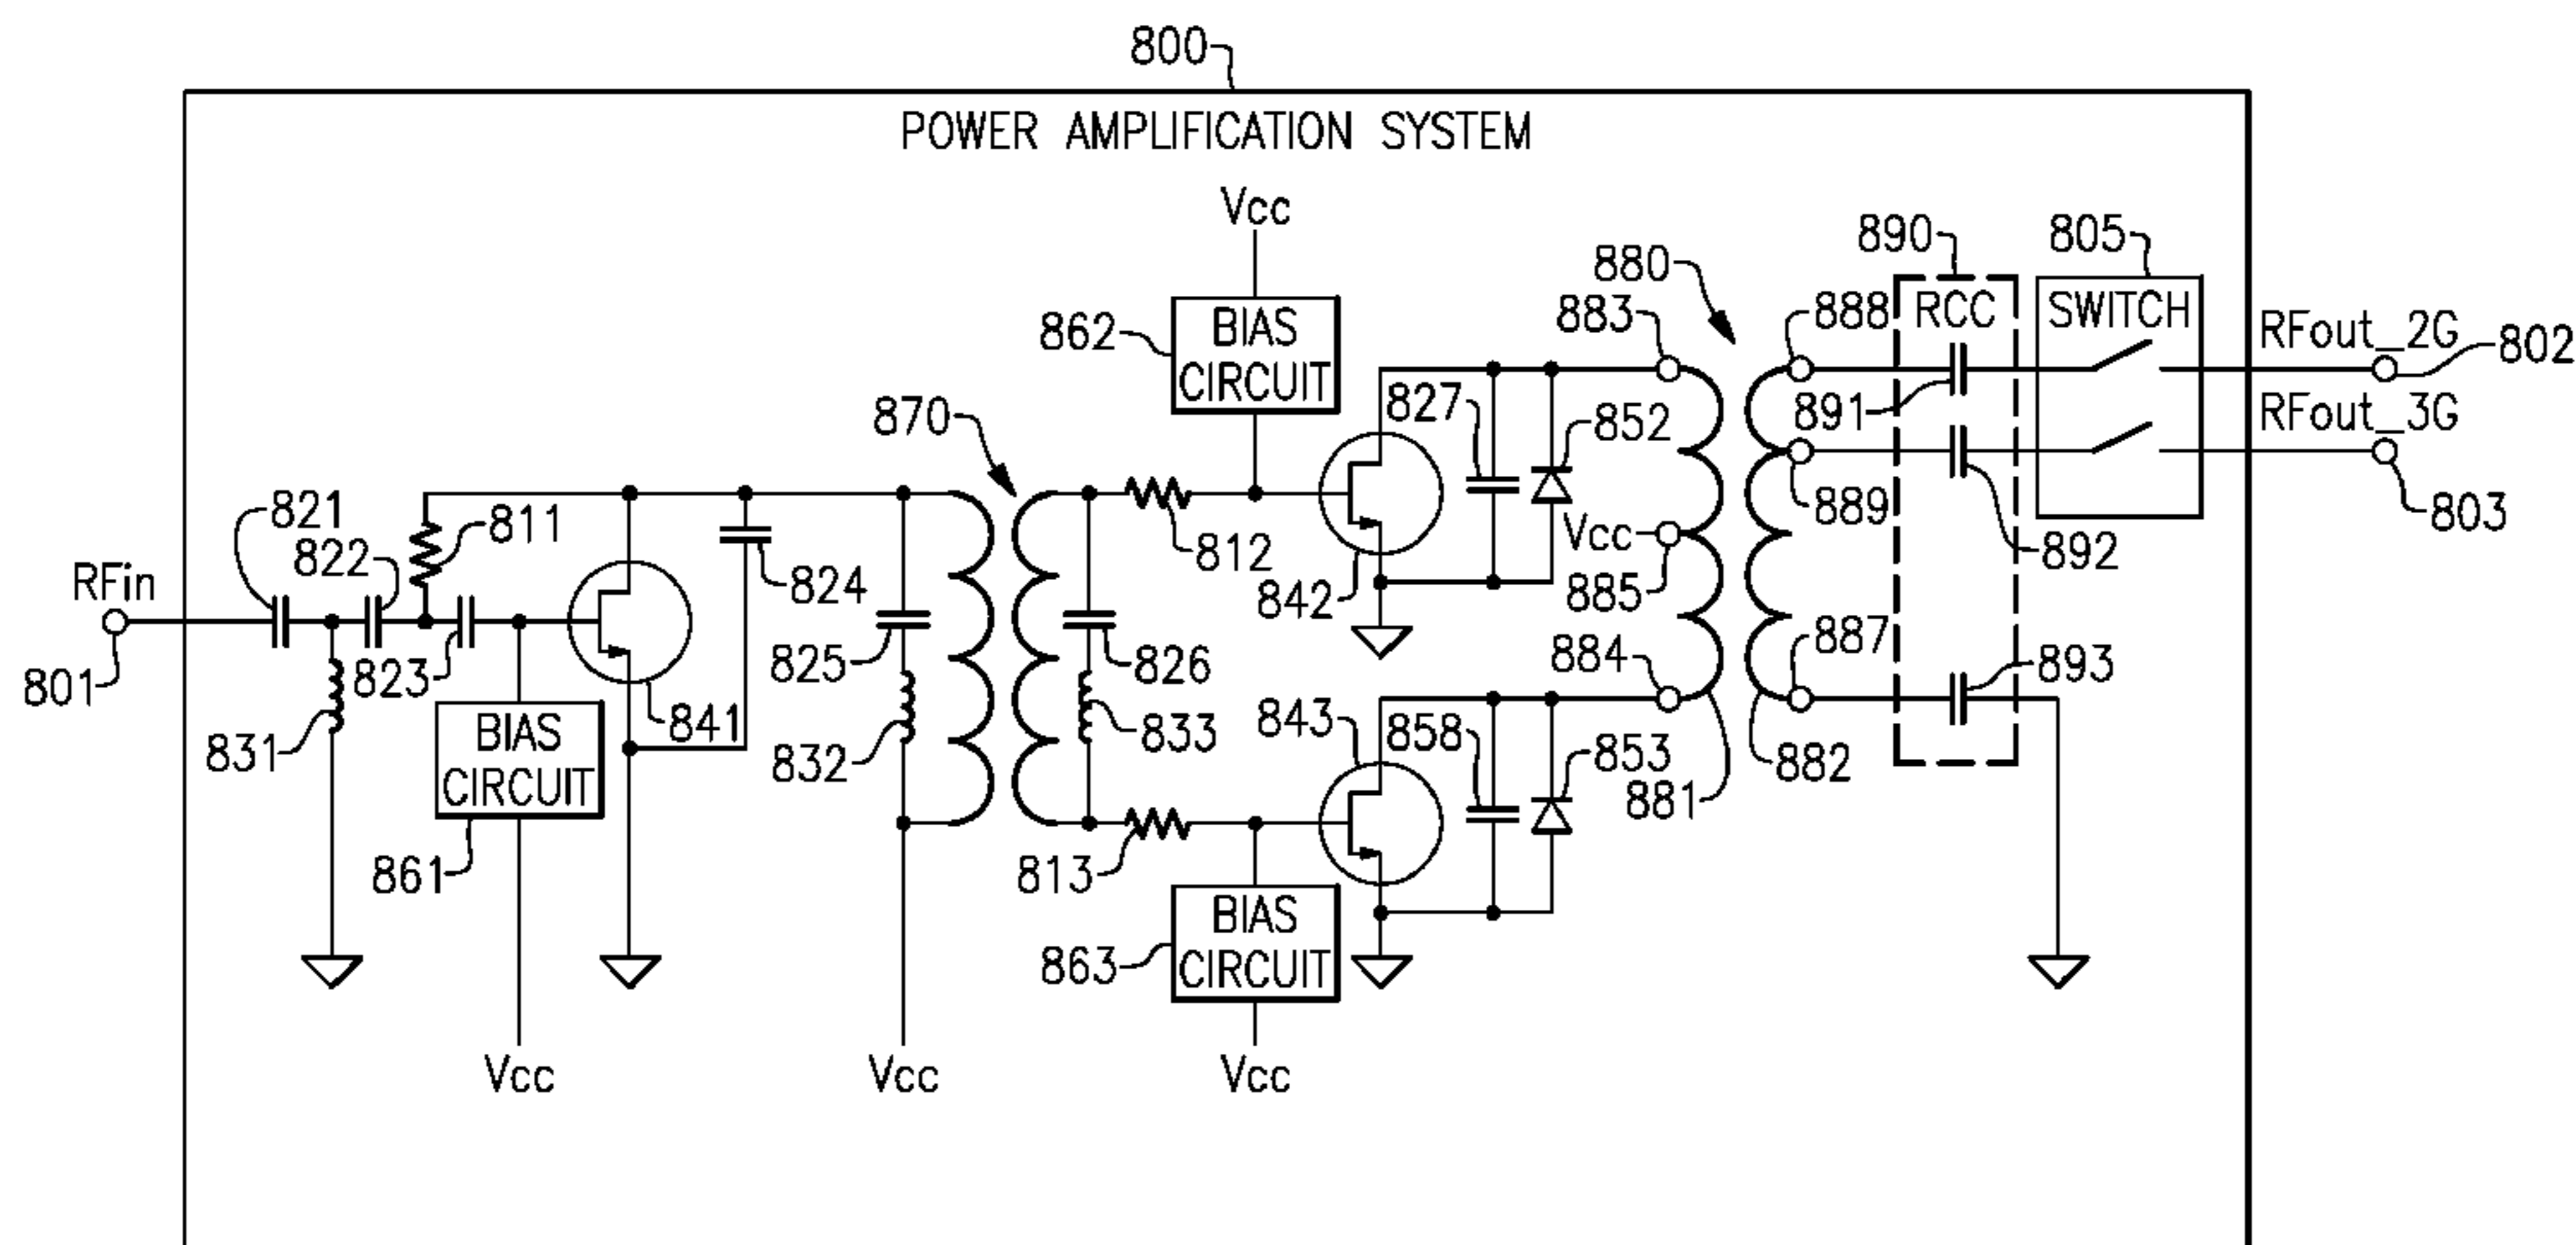 800
POWER AMPLIFICATION SYSTEM
Vcc
862
BIAS
CIRCUIT
880
883
888
890
RCC
805
SWITCH
RFout_2G
802
RFout_3G
803
891
889
892
827
852
870
812
842
Vcc
885
821
822
811
RFin
801
823
824
825
826
841
831
BIAS
CIRCUIT
861
832
833
843
858
853
884
887
893
881
882
813
BIAS
CIRCUIT
863
Vcc
Vcc
Vcc